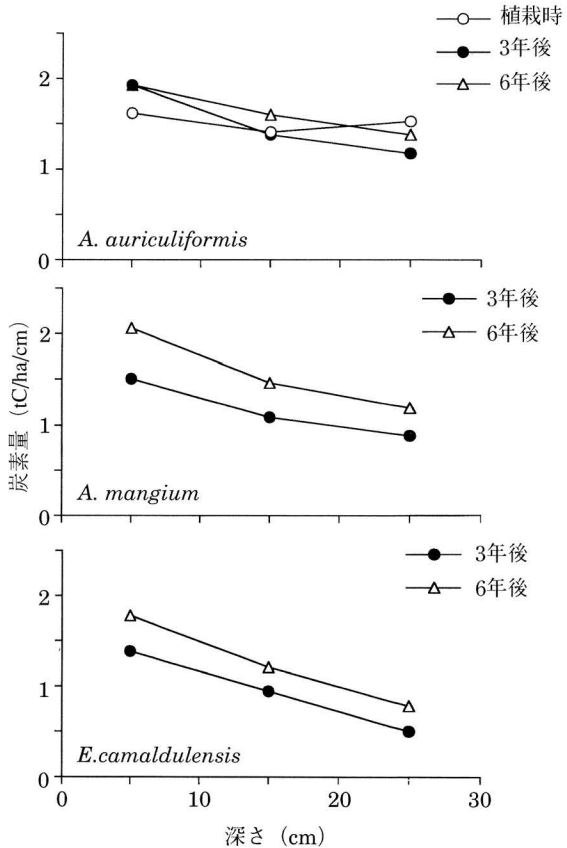 植栽時
3年後
6年後
2
1
0
A. auriculiformis
3年後
6年後
2
1
0
A. mangium
炭素量（tC/ha/cm）
3年後
6年後
2
1
0
E.camaldulensis
0 10 20 30
深さ（cm）